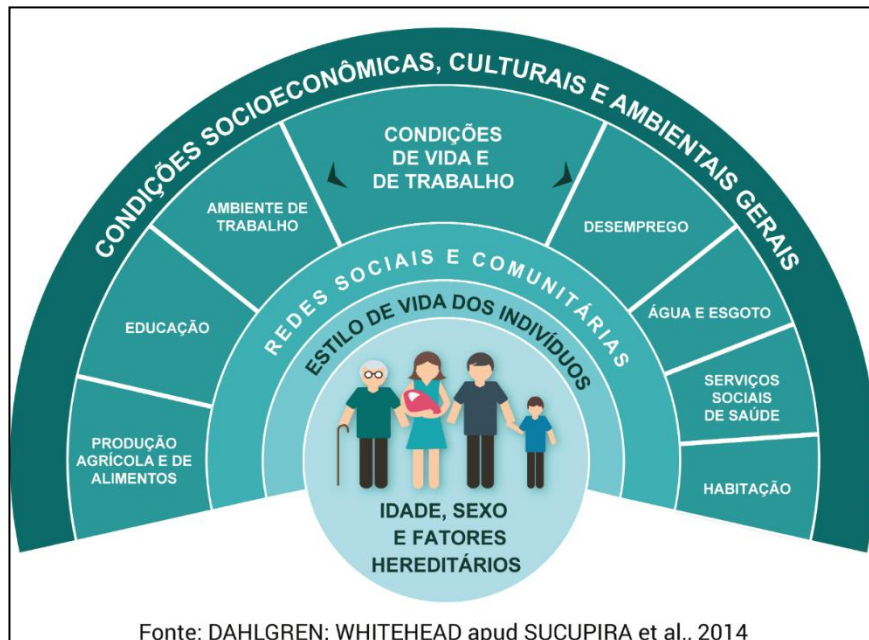 CONDIÇÕES SOCIOECONÔMICAS, CULTURAIS E AMBIENTAIS GERAIS
CONDIÇÕES
DE VIDA E
DE TRABALHO
AMBIENTE DE
TRABALHO
DESEMPREGO
EDUCAÇÃO
ÁGUA E ESGOTO
PRODUÇÃO
AGRÍCOLA E DE
ALIMENTOS
SERVIÇOS
SOCIAIS
DE SAÚDE
HABITAÇÃO
REDES SOCIAIS E COMUNITÁRIAS
ESTILO DE VIDA DOS INDIVÍDUOS
IDADE, SEXO
E FATORES
HEREDITÁRIOS
Fonte: DAHLGREN; WHITEHEAD apud SUCUPIRA et al., 2014